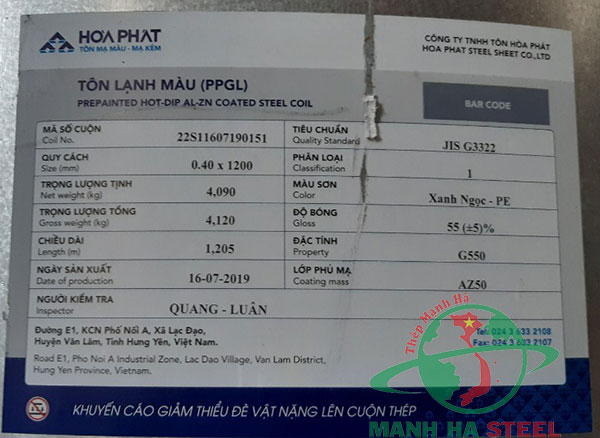 HOA PHAT
TÔN MẠ MÀU - MẠ KẼM
CÔNG TY TNHH TÔN HÒA PHÁT
HOA PHAT STEEL SHEET CO.,LTD
TÔN LẠNH MÀU (PPGL)
PREPAINTED HOT-DIP AL-ZN COATED STEEL COIL
BAR CODE
MÃ SỐ CUỘN
Coil No.
22S11607190151
TIÊU CHUẨN
Quality Standard
JIS G3322
QUY CÁCH
Size (mm)
0.40 x 1200
PHÂN LOẠI
Classification
1
TRỌNG LƯỢNG TỊNH
Net weight (kg)
4,090
MÀU SƠN
Color
Xanh Ngọc - PE
TRỌNG LƯỢNG TỔNG
Gross weight (kg)
4,120
ĐỘ BÓNG
Gloss
55 (±5)%
CHIỀU DÀI
Length (m)
1,205
ĐẶC TÍNH
Property
G550
NGÀY SẢN XUẤT
Date of production
16-07-2019
LỚP PHỦ MẠ
Coating mass
AZ50
NGƯỜI KIỂM TRA
Inspector
QUANG - LUÂN
Đường E1, KCN Phố Nối A, Xã Lạc Đạo,
Huyện Văn Lâm, Tỉnh Hưng Yên, Việt Nam.
Road E1, Pho Noi A Industrial Zone, Lac Dao Village, Van Lam District,
Hung Yen Province, Vietnam.
Tel: 024 3 633 2108
Fax: 024 3 633 2107
Thép Mạnh Hà
KHUYẾN CÁO GIẢM THIỂU ĐÈ VẬT NẶNG LÊN CUỘN THÉP
MANH HA STEEL